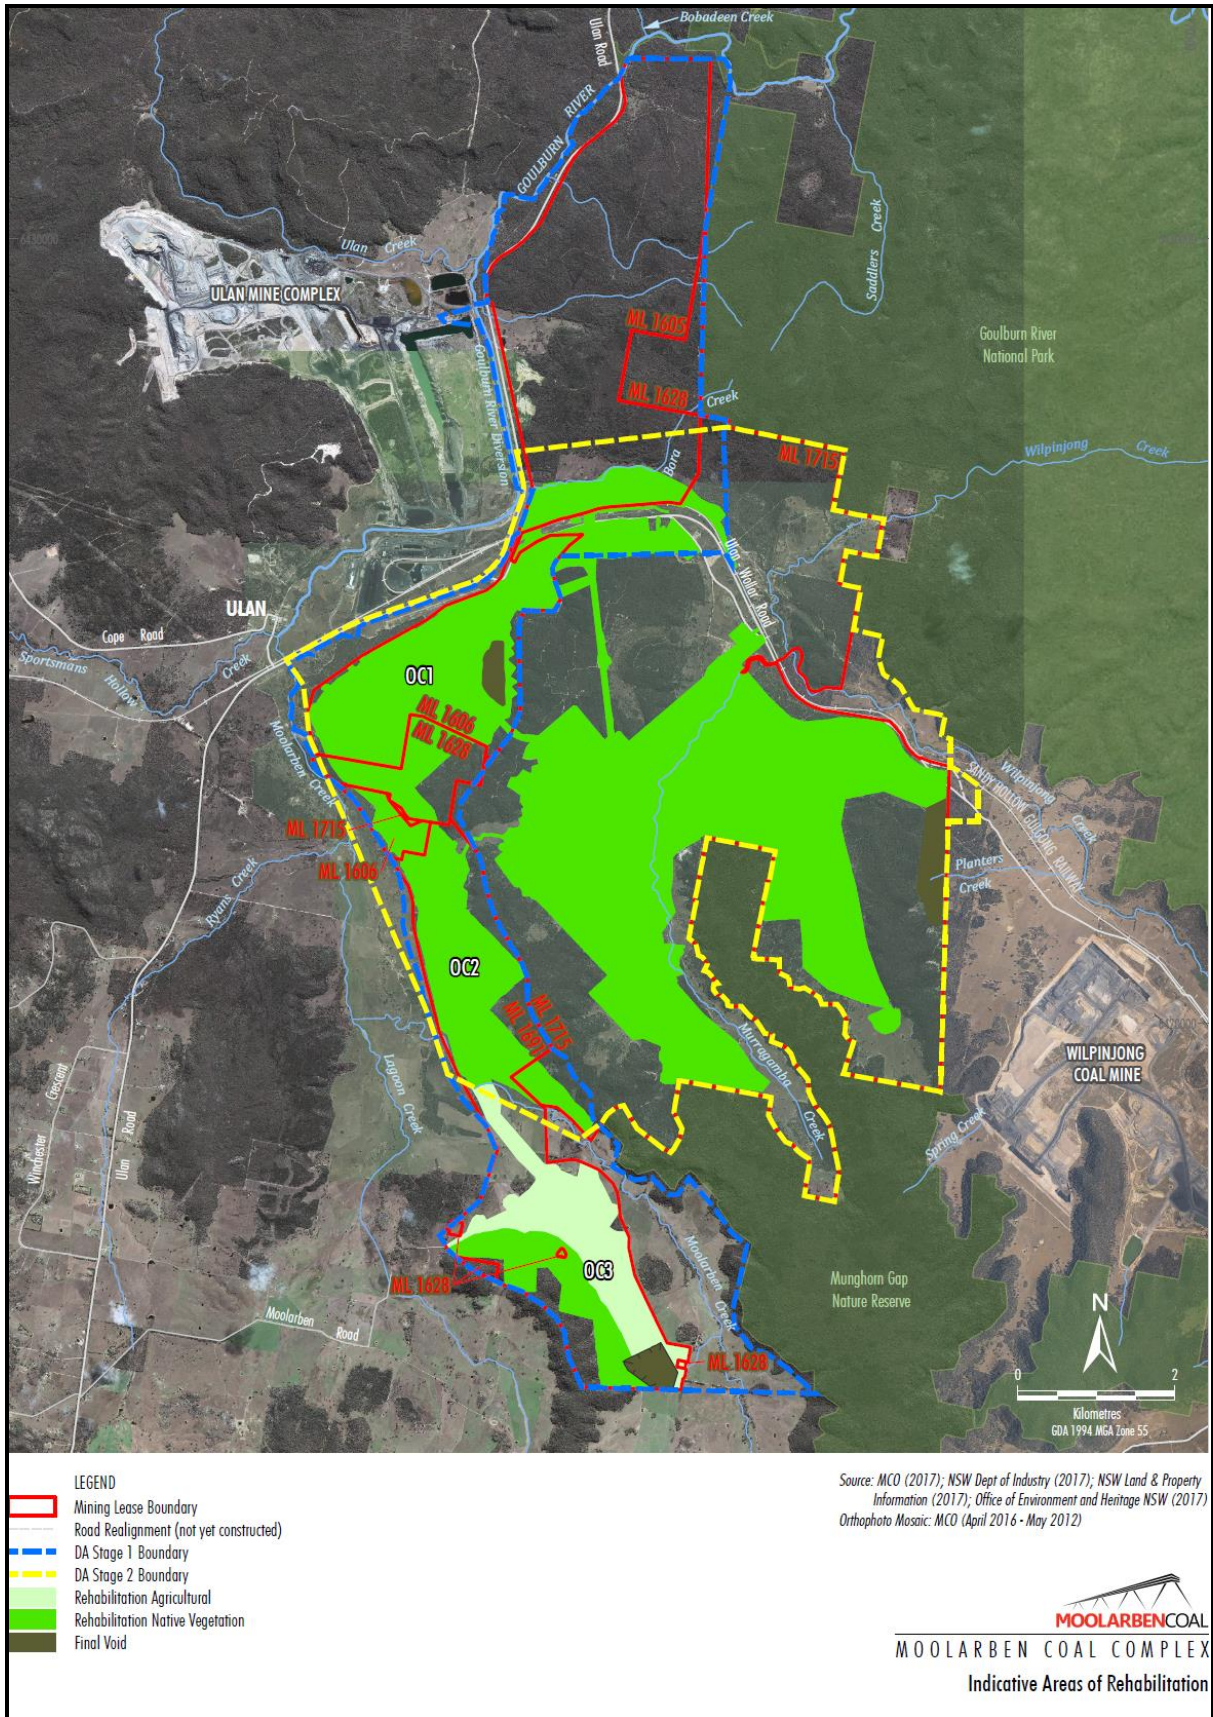 Bobadeen Creek
Ulan Road
GOULBURN RIVER
Ulan Creek
Saddlers Creek
6430000
ULAN MINE COMPLEX
ML 1605
Goulburn River
National Park
Goulburn River Diversion
ML 1628
Creek
Bora
ML 1715
Wilpinjong Creek
Ulan - Wollar Road
ULAN
Cope Road
Sportsmans Hollow Creek
OC1
ML 1606
ML 1628
Moolarben Creek
Wilpinjong Creek
SANDY HOLLOW GULGONG RAILWAY
ML 1715
ML 1606
Ryans Creek
Planters
Creek
OC2
ML 1715
ML 1691
Murragamba Creek
WILPINJONG
COAL MINE
Lagoon Creek
Winchester Crescent
Ulan Road
Spring Creek
Moolarben Creek
OC3
ML 1628
Munghorn Gap
Nature Reserve
Moolarben Road
ML 1628
N
0 2
Kilometres
GDA 1994 MGA Zone 55
LEGEND
Mining Lease Boundary
Road Realignment (not yet constructed)
DA Stage 1 Boundary
DA Stage 2 Boundary
Rehabilitation Agricultural
Rehabilitation Native Vegetation
Final Void
Source: MCO (2017); NSW Dept of Industry (2017); NSW Land & Property
Information (2017); Office of Environment and Heritage NSW (2017)
Orthophoto Mosaic: MCO (April 2016 - May 2012)
MOOLARBENCOAL
MOOLARBEN COAL COMPLEX
Indicative Areas of Rehabilitation